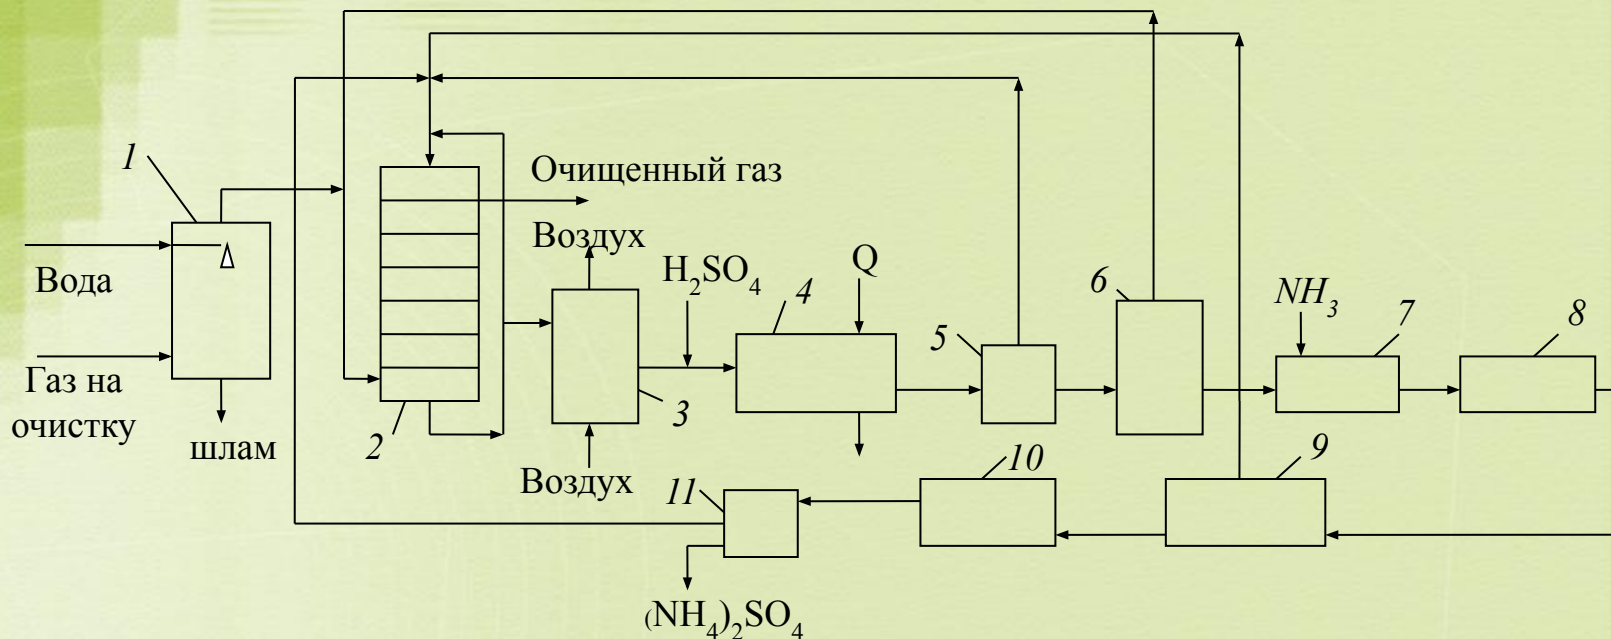 1
Очищенный газ
Воздух
Вода
H₂SO₄
4
Q
6
NH₃
7
8
5
Газ на
очистку
шлам
2
3
Воздух
11
10
9
(NH₄)₂SO₄